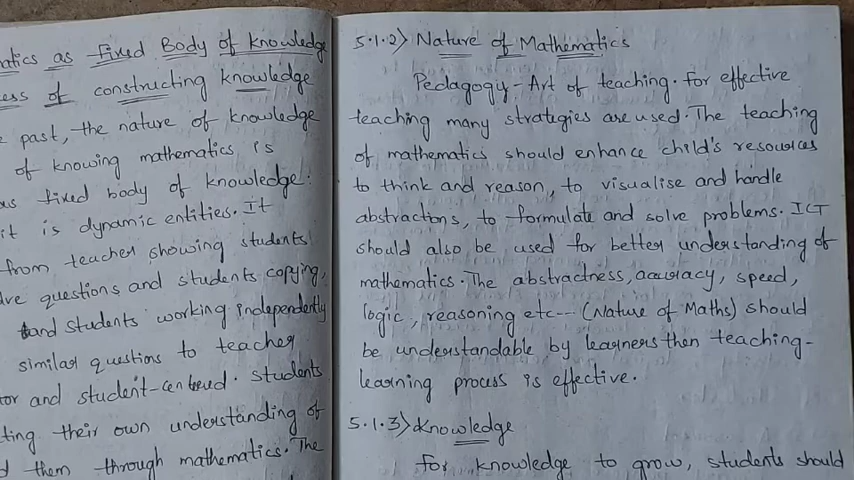 as fixed Body of Knowledge
of constructing knowledge
past, the nature of knowledge
of knowing mathematics is
fixed body of knowledge.
it is dynamic entities. It
from teacher showing students
questions and students copying,
and students working independently
similar questions to teacher
and student-centred. students
their own understanding of
them through mathematics. The
5.1.2) Nature of Mathematics
Pedagogy - Art of teaching. For effective
teaching many strategies are used. The teaching
of mathematics should enhance child's resources
to think and reason, to visualise and handle
abstractions, to formulate and solve problems. ICT
should also be used for better understanding of
mathematics. The abstractness, accuracy, speed,
logic, reasoning etc--- (Nature of Maths) should
be understandable by learners then teaching-
learning process is effective.
5.1.3) Knowledge
For knowledge to grow, students should